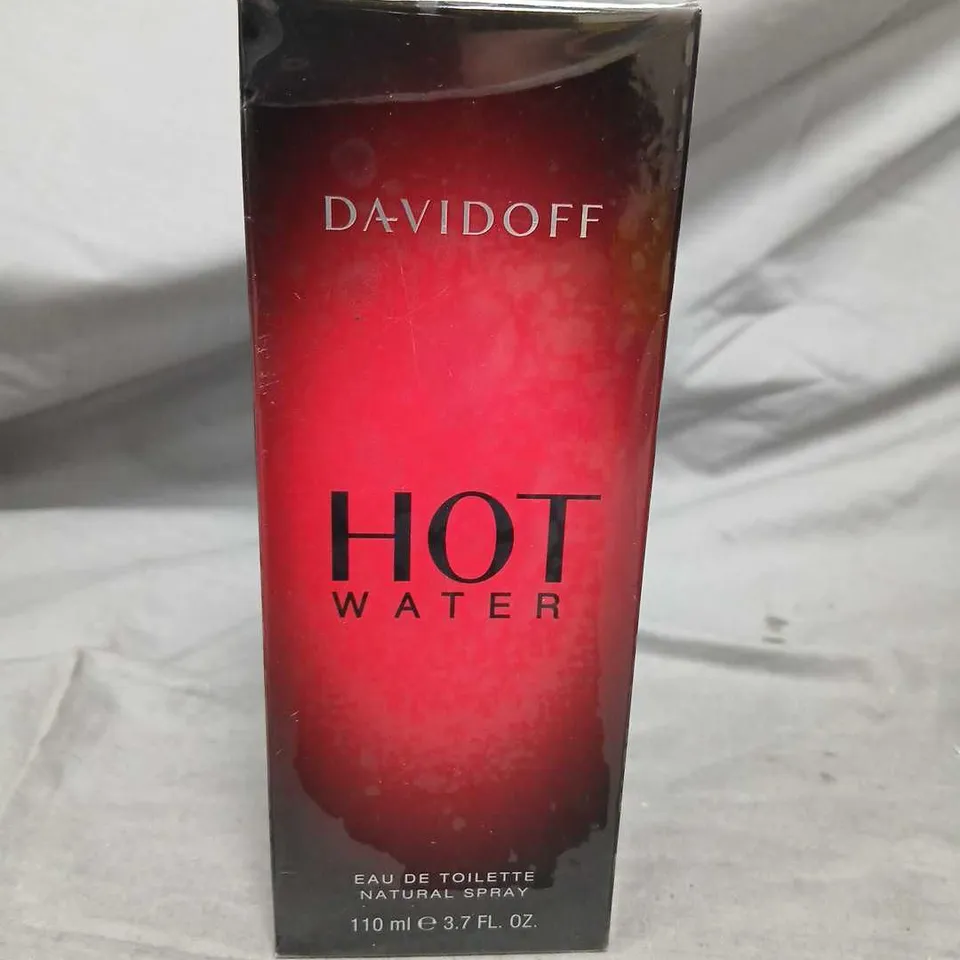 DAVIDOFF
HOT
WATER
EAU DE TOILETTE
NATURAL SPRAY
110 ml ℮ 3.7 FL. OZ.